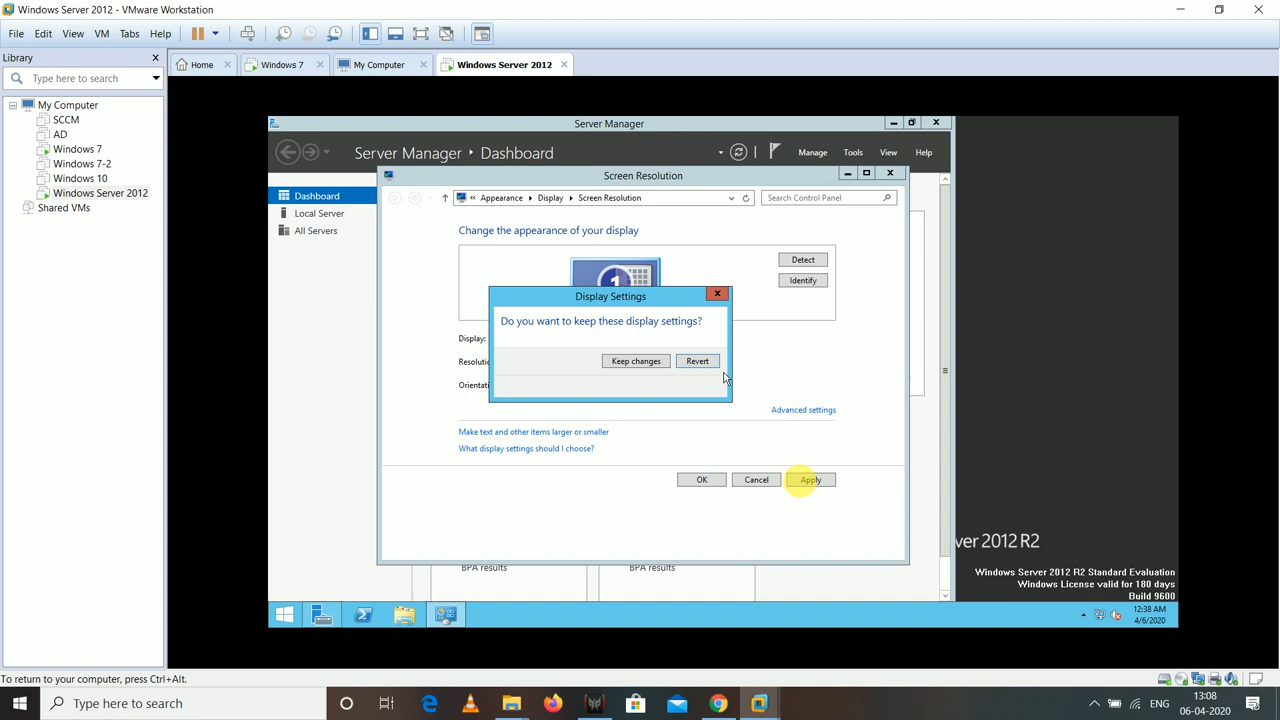 Windows Server 2012 - VMware Workstation
File Edit View VM Tabs Help
Library
Type here to search
My Computer
SCCM
AD
Windows 7
Windows 7-2
Windows 10
Windows Server 2012
Shared VMs
Home
Windows 7
My Computer
Windows Server 2012
Server Manager
Server Manager Dashboard
Manage Tools View Help
Dashboard
Local Server
All Servers
Screen Resolution
« Appearance Display Screen Resolution
Search Control Panel
Change the appearance of your display
1
Detect
Identify
Display Settings
Do you want to keep these display settings?
Keep changes Revert
Display:
Resolutio
Orientati
Advanced settings
Make text and other items larger or smaller
What display settings should I choose?
OK Cancel Apply
BPA results BPA results
ver 2012 R2
Windows Server 2012 R2 Standard Evaluation
Windows License valid for 180 days
Build 9600
12:38 AM
4/6/2020
To return to your computer, press Ctrl+Alt.
Type here to search
ENG
13:08
06-04-2020